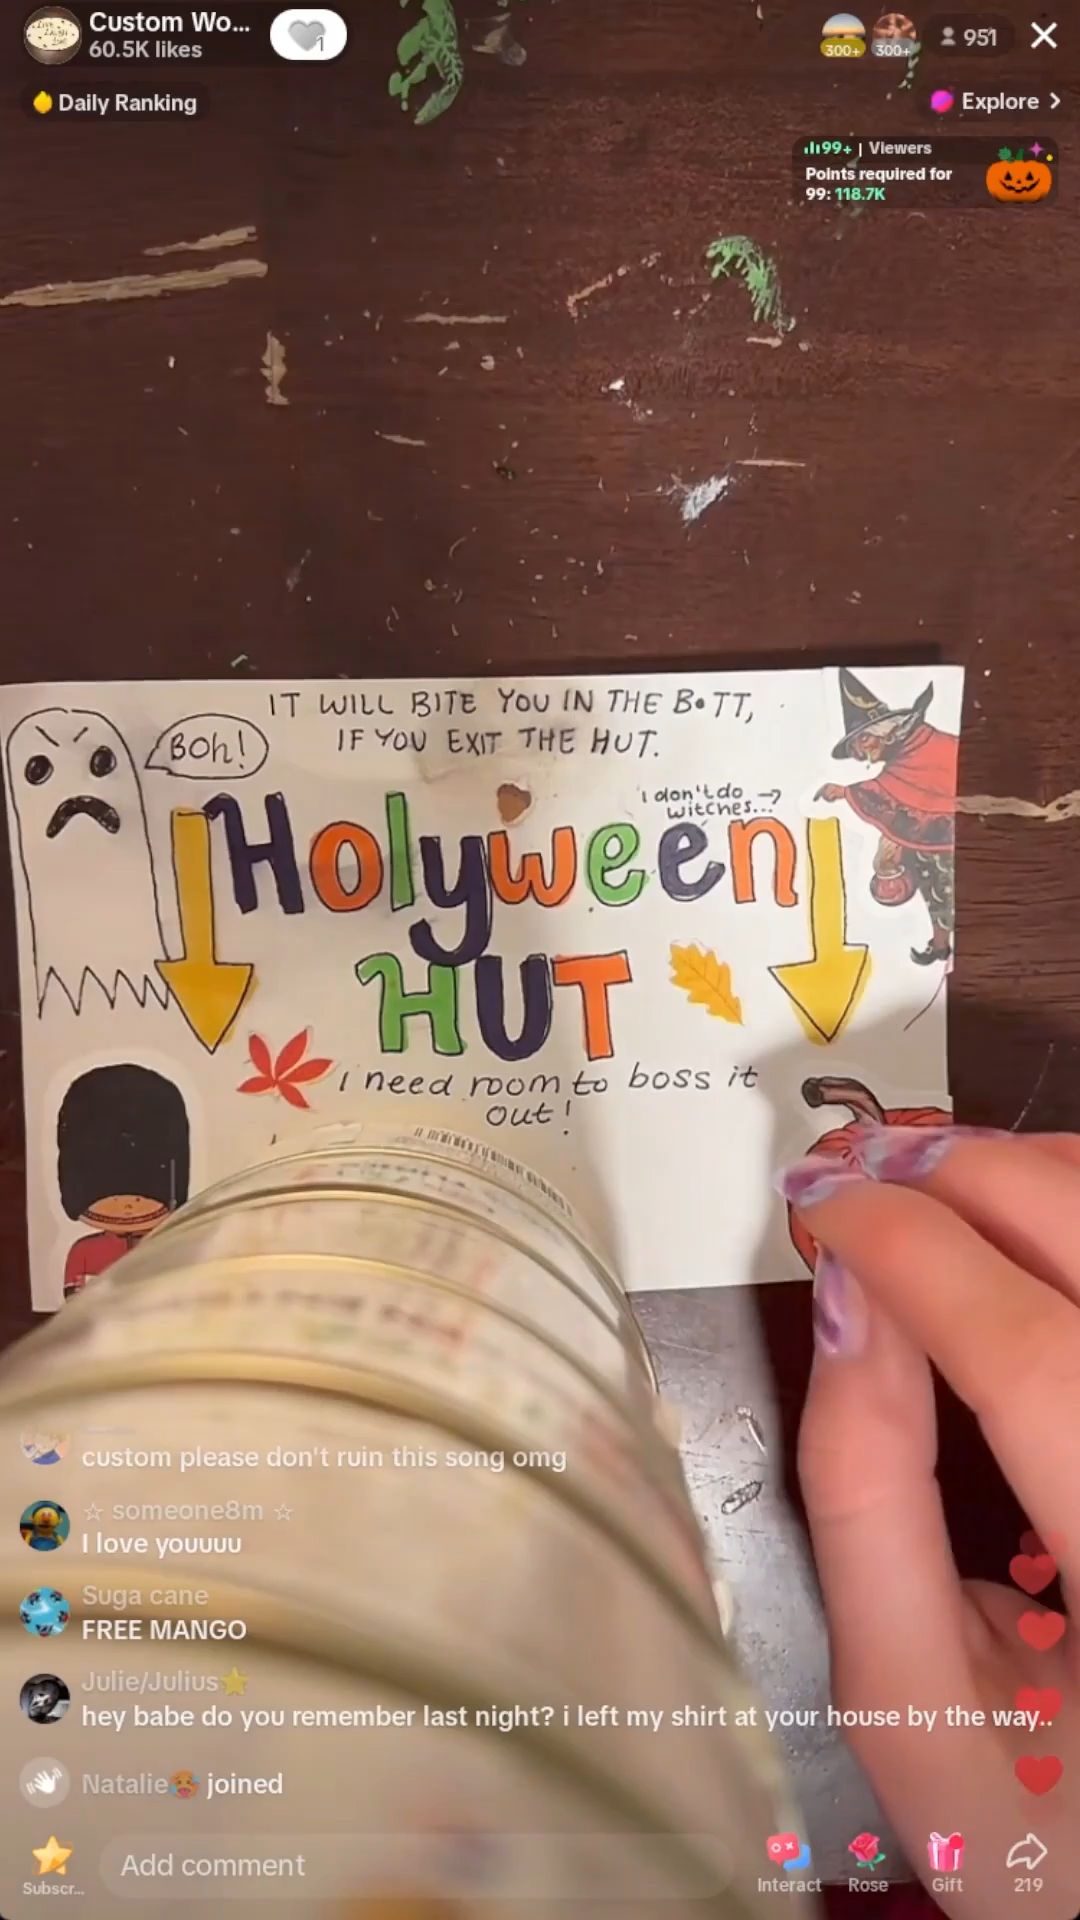 Custom Wo...
60.5K likes
1
300+
300+
951
Daily Ranking
Explore
99+ | Viewers
Points required for
99: 118.7K
IT WILL BITE YOU IN THE B•TT,
IF YOU EXIT THE HUT.
BOh!
I don't do
witches...→
Holyween
HUT
I need room to boss it
out!
custom please don't ruin this song omg
☆ someone8m ☆
I love youuuu
Suga cane
FREE MANGO
Julie/Julius⭐
hey babe do you remember last night? i left my shirt at your house by the way..
Natalie🥵 joined
Subscr...
Add comment
Interact
Rose
Gift
219